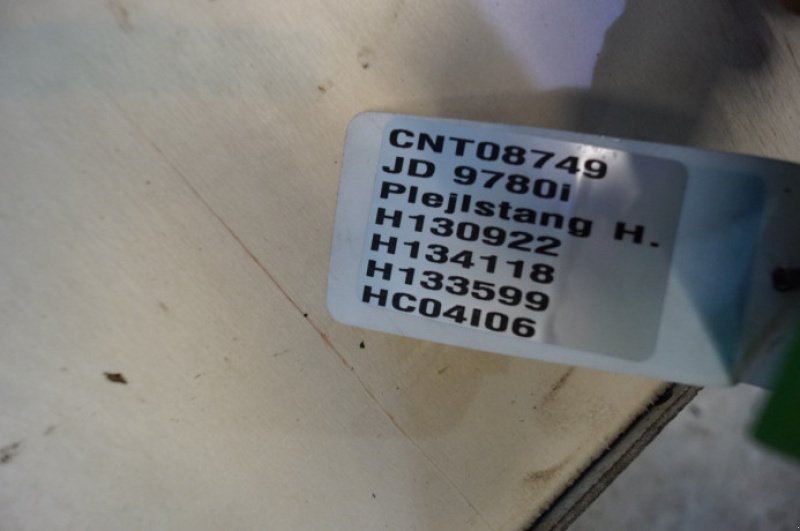 CNT08749
JD 9780i
Plejlstang H.
H130922
H134118
H133599
HC04I06